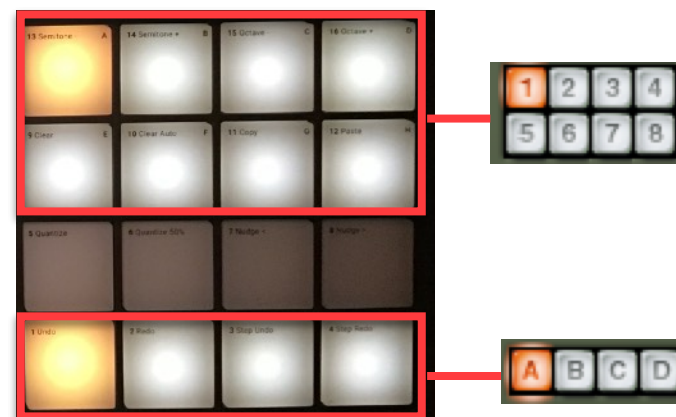 13 Semitone - A 14 Semitone + B 15 Octave - C 16 Octave + D
9 Clear E 10 Clear Auto F 11 Copy G 12 Paste H
5 Quantize 6 Quantize 50% 7 Nudge < 8 Nudge >
1 Undo 2 Redo 3 Step Undo 4 Step Redo
1 2 3 4
5 6 7 8
A B C D